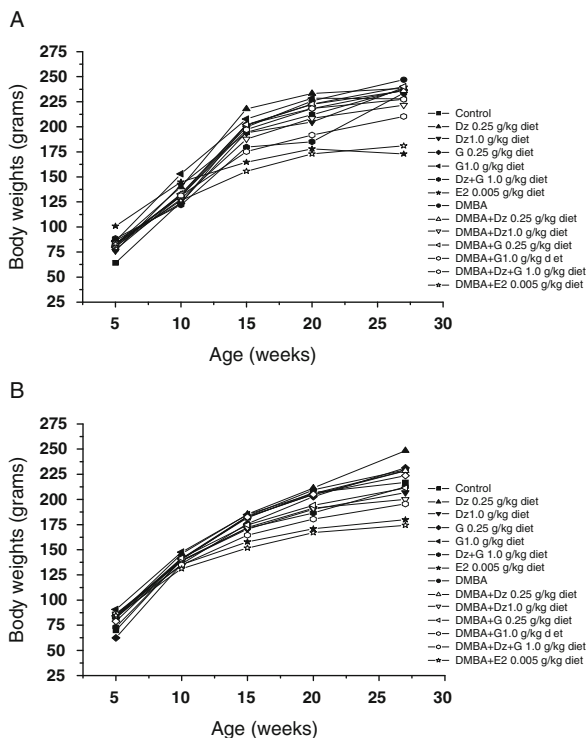 A
Body weights (grams)
275
250
225
200
175
150
125
100
75
50
25
5 10 15 20 25 30
Age (weeks)
Control
Dz 0.25 g/kg diet
Dz1.0 g/kg diet
G 0.25 g/kg diet
G1.0 g/kg diet
Dz+G 1.0 g/kg diet
E2 0.005 g/kg diet
DMBA
DMBA+Dz 0.25 g/kg diet
DMBA+Dz1.0 g/kg diet
DMBA+G 0.25 g/kg diet
DMBA+G1.0 g/kg d et
DMBA+Dz+G 1.0 g/kg diet
DMBA+E2 0.005 g/kg diet
B
Body weights (grams)
275
250
225
200
175
150
125
100
75
50
25
5 10 15 20 25 30
Age (weeks)
Control
Dz 0.25 g/kg diet
Dz1.0 g/kg diet
G 0.25 g/kg diet
G1.0 g/kg diet
Dz+G 1.0 g/kg diet
E2 0.005 g/kg diet
DMBA
DMBA+Dz 0.25 g/kg diet
DMBA+Dz1.0 g/kg diet
DMBA+G 0.25 g/kg diet
DMBA+G1.0 g/kg d et
DMBA+Dz+G 1.0 g/kg diet
DMBA+E2 0.005 g/kg diet